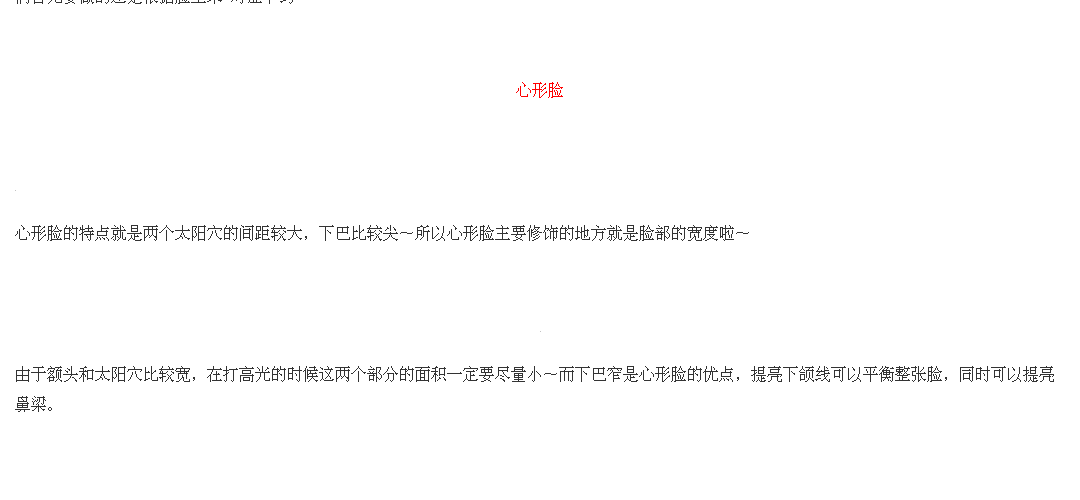 心形脸
心形脸的特点就是两个太阳穴的间距较大，下巴比较尖～所以心形脸主要修饰的地方就是脸部的宽度啦～
由于额头和太阳穴比较宽，在打高光的时候这两个部分的面积一定要尽量小～而下巴窄是心形脸的优点，提亮下颌线可以平衡整张脸，同时可以提亮
鼻梁。